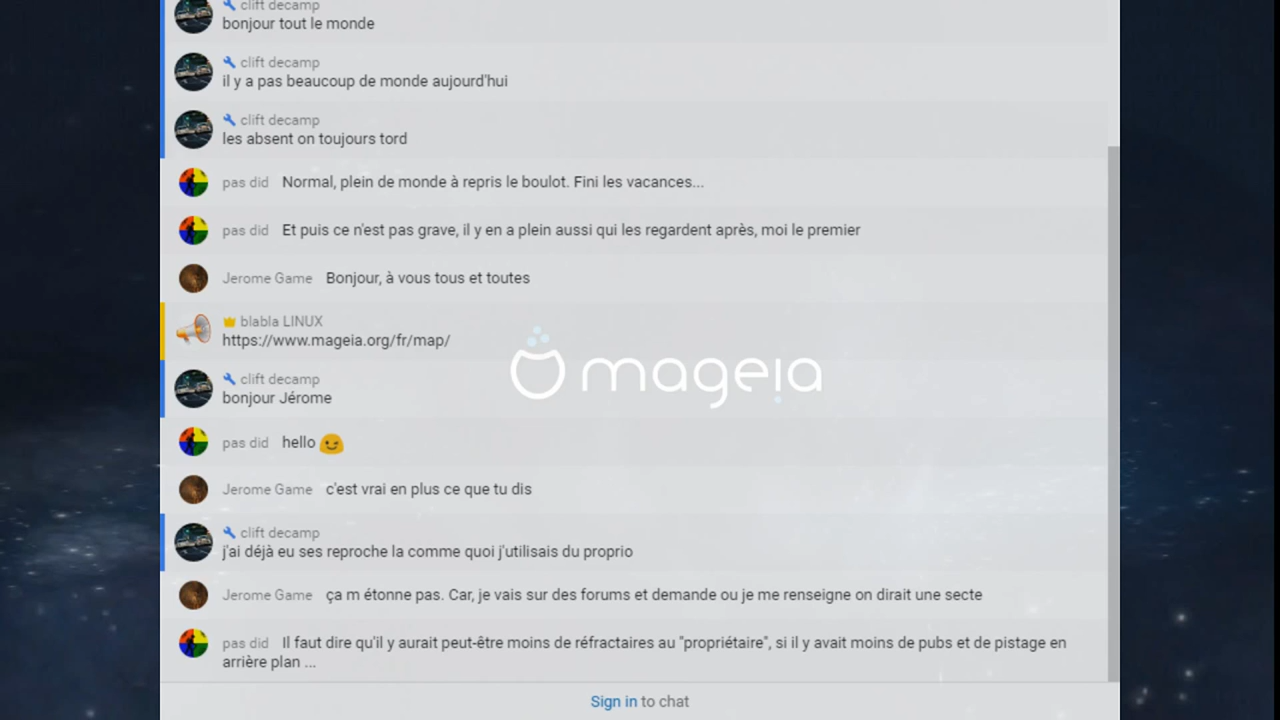 clift decamp
bonjour tout le monde
clift decamp
il y a pas beaucoup de monde aujourd'hui
clift decamp
les absent on toujours tord
pas did Normal, plein de monde à repris le boulot. Fini les vacances...
pas did Et puis ce n'est pas grave, il y en a plein aussi qui les regardent après, moi le premier
Jerome Game Bonjour, à vous tous et toutes
blabla LINUX
https://www.mageia.org/fr/map/
mageia
clift decamp
bonjour Jérome
pas did hello
Jerome Game c'est vrai en plus ce que tu dis
clift decamp
j'ai déjà eu ses reproche la comme quoi j'utilisais du proprio
Jerome Game ça m étonne pas. Car, je vais sur des forums et demande ou je me renseigne on dirait une secte
pas did Il faut dire qu'il y aurait peut-être moins de réfractaires au "propriétaire", si il y avait moins de pubs et de pistage en
arrière plan ...
Sign in to chat